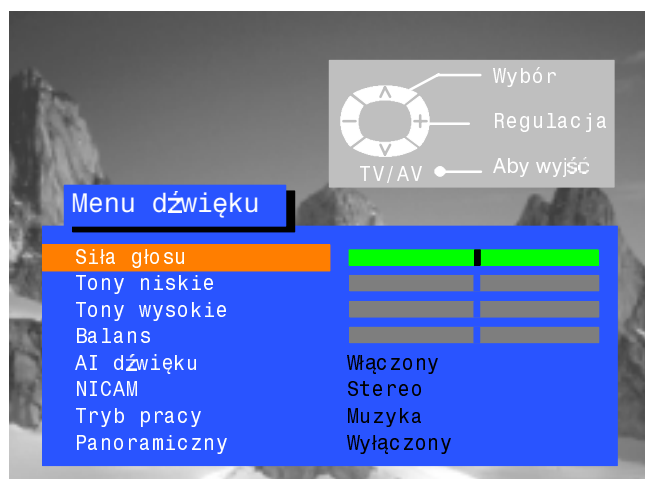 Wybór
Regulacja
TV/AV Aby wyjść
Menu dźwięku
Siła głosu
Tony niskie
Tony wysokie
Balans
AI dźwięku Włączony
NICAM Stereo
Tryb pracy Muzyka
Panoramiczny Wyłączony